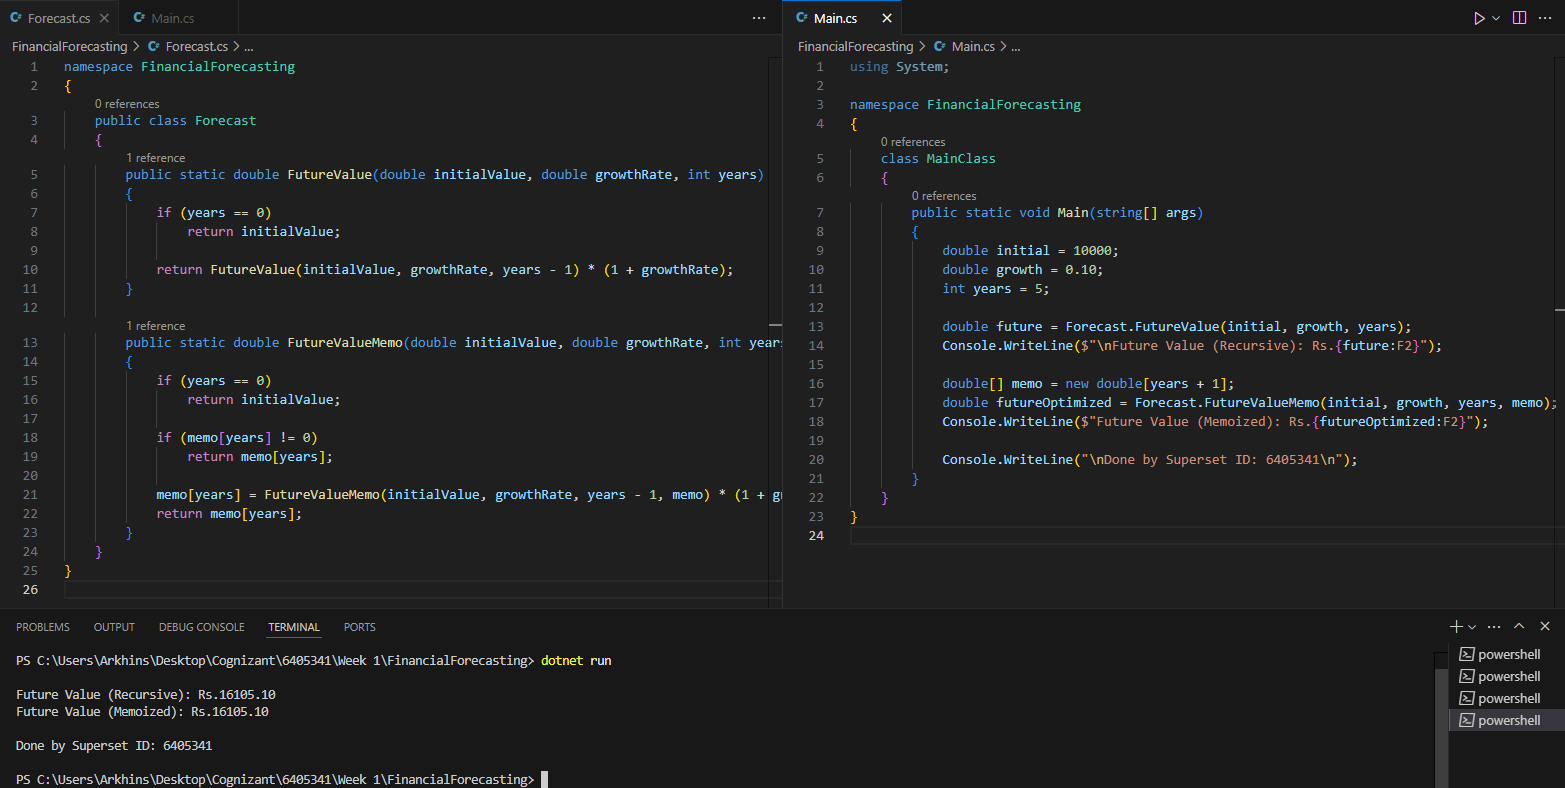 Forecast.cs
Main.cs
FinancialForecasting > Forecast.cs > ...
1 namespace FinancialForecasting
2 {
0 references
3 public class Forecast
4 {
1 reference
5 public static double FutureValue(double initialValue, double growthRate, int years)
6 {
7 if (years == 0)
8 return initialValue;
9
10 return FutureValue(initialValue, growthRate, years - 1) * (1 + growthRate);
11 }
12
1 reference
13 public static double FutureValueMemo(double initialValue, double growthRate, int years
14 {
15 if (years == 0)
16 return initialValue;
17
18 if (memo[years] != 0)
19 return memo[years];
20
21 memo[years] = FutureValueMemo(initialValue, growthRate, years - 1, memo) * (1 + g
22 return memo[years];
23 }
24 }
25 }
26
Main.cs
FinancialForecasting > Main.cs > ...
1 using System;
2
3 namespace FinancialForecasting
4 {
0 references
5 class MainClass
6 {
0 references
7 public static void Main(string[] args)
8 {
9 double initial = 10000;
10 double growth = 0.10;
11 int years = 5;
12
13 double future = Forecast.FutureValue(initial, growth, years);
14 Console.WriteLine($"\nFuture Value (Recursive): Rs.{future:F2}");
15
16 double[] memo = new double[years + 1];
17 double futureOptimized = Forecast.FutureValueMemo(initial, growth, years, memo);
18 Console.WriteLine($"Future Value (Memoized): Rs.{futureOptimized:F2}");
19
20 Console.WriteLine("\nDone by Superset ID: 6405341\n");
21 }
22 }
23 }
24
PROBLEMS OUTPUT DEBUG CONSOLE TERMINAL PORTS
PS C:\Users\Arkhins\Desktop\Cognizant\6405341\Week 1\FinancialForecasting> dotnet run
Future Value (Recursive): Rs.16105.10
Future Value (Memoized): Rs.16105.10
Done by Superset ID: 6405341
PS C:\Users\Arkhins\Desktop\Cognizant\6405341\Week 1\FinancialForecasting>
powershell
powershell
powershell
powershell